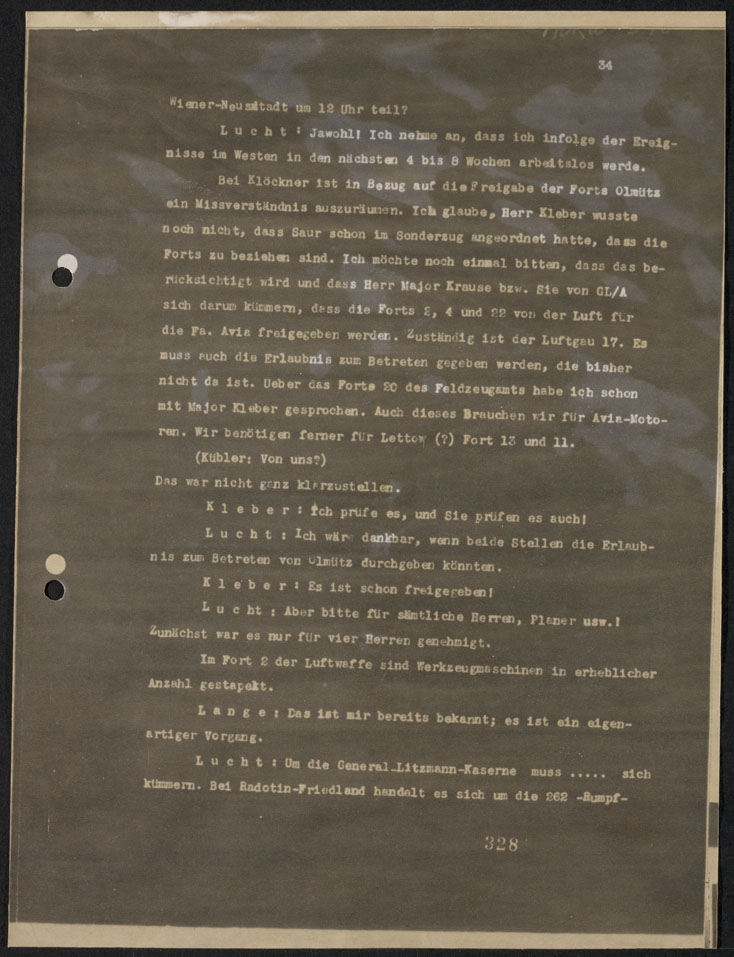 34
Wiener-Neustadt um 12 Uhr teil?
L u c h t : Jawohl! Ich nehme an, dass ich infolge der Ereig-
nisse im Westen in den nächsten 4 bis 8 Wochen arbeitslos werde.
Bei Klöckner ist in Bezug auf die Freigabe der Forts Olmütz
ein Missverständnis auszuräumen. Ich glaube, Herr Kleber wusste
noch nicht, dass Saur schon im Sonderzug angeordnet hatte, dass die
Forts zu beziehen sind. Ich möchte noch einmal bitten, dass das be-
rücksichtigt wird und dass Herr Major Krause bzw. Sie von GL/A
sich darum kümmern, dass die Forts 2, 4 und 22 von der Luft für
die Fa. Avia freigegeben werden. Zuständig ist der Luftgau 17. Es
muss auch die Erlaubnis zum Betreten gegeben werden, die bisher
nicht da ist. Ueber das Forts 20 des Feldzeugamts habe ich schon
mit Major Kleber gesprochen. Auch dieses Brauchen wir für Avia-Moto-
ren. Wir benötigen ferner für Lettow (?) Fort 13 und 11.
(Kübler: Von uns?)
Das war nicht ganz klarzustellen.
K l e b e r : Ich prüfe es, und Sie prüfen es auch!
L u c h t : Ich wäre dankbar, wenn beide Stellen die Erlaub-
nis zum Betreten von Olmütz durchgeben könnten.
K l e b e r : Es ist schon freigegeben!
L u c h t : Aber bitte für sämtliche Herren, Planer usw.!
Zunächst war es nur für vier Herren genehmigt.
Im Fort 2 der Luftwaffe sind Werkzeugmaschinen in erheblicher
Anzahl gestapelt.
L a n g e : Das ist mir bereits bekannt; es ist ein eigen-
artiger Vorgang.
L u c h t : Um die General-Litzmann-Kaserne muss ..... sich
kümmern. Bei Radotin-Friedland handelt es sich um die 262 -Rumpf-
328